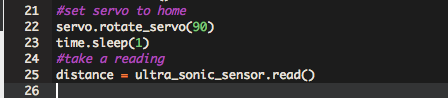 21 #set servo to home
22 servo.rotate_servo(90)
23 time.sleep(1)
24 #take a reading
25 distance = ultra_sonic_sensor.read()
26